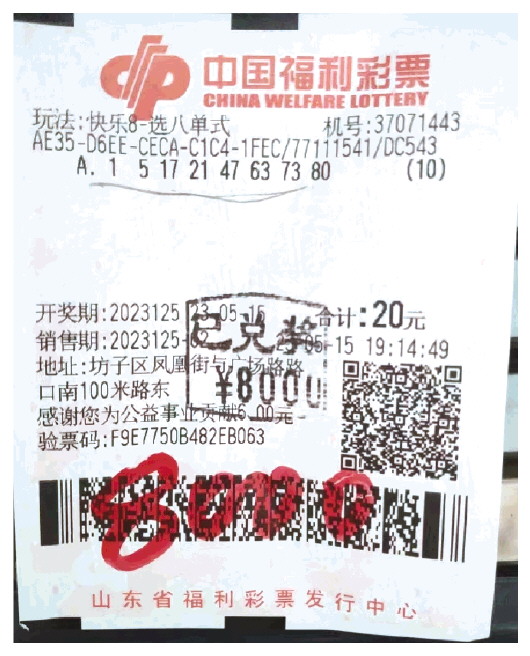 中国福利彩票
CHINA WELFARE LOTTERY
玩法:快乐8-选八单式 机号:37071443
AE35-D6EE-CECA-C1C4-1FEC/77111541/DC543
A. 1 5 17 21 47 63 73 80 (10)
开奖期:2023125 23-05-15 合计:20元
销售期:2023125- 05-15 19:14:49
已兑奖
地址:坊子区凤凰街与广场路路
口南100米路东
¥8000
感谢您为公益事业贡献6.00元
验票码:F9E7750B482EB063
8000
山东省福利彩票发行中心